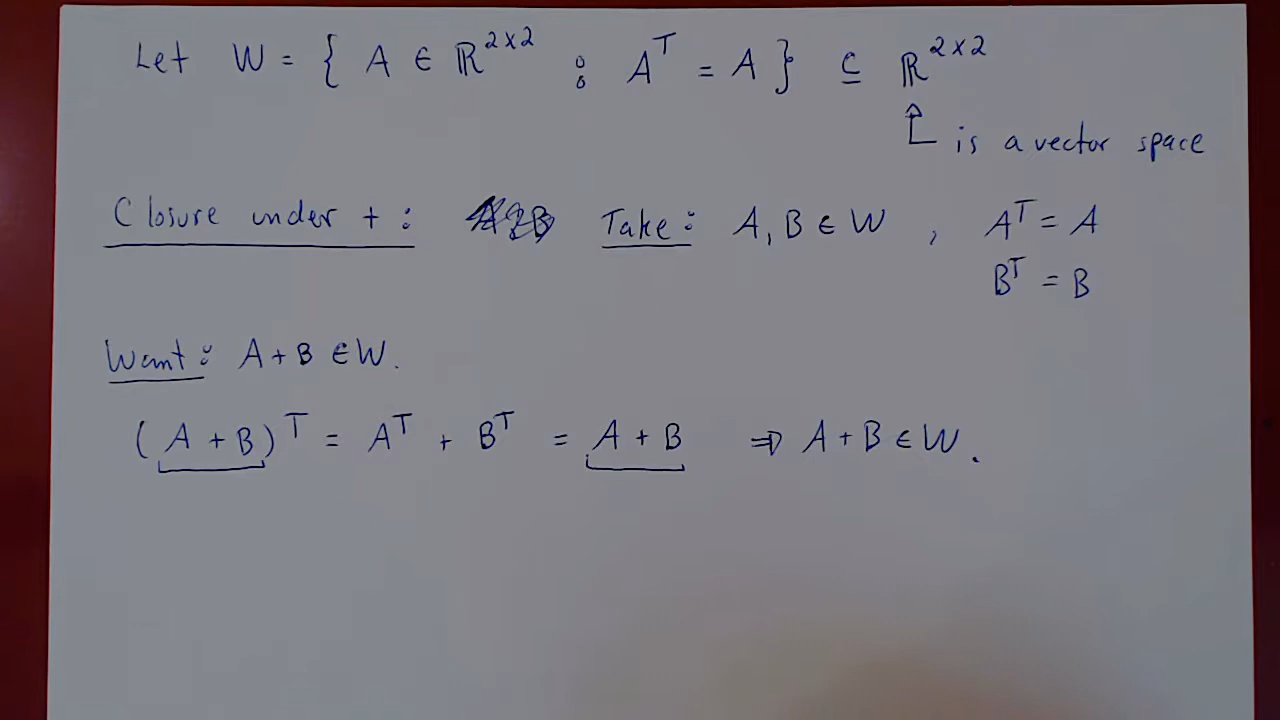 Let W = { A ∈ ℝ^{2×2} : A^T = A } ⊆ ℝ^{2×2}
is a vector space
Closure under + : Take: A, B ∈ W , A^T = A
B^T = B
Want: A + B ∈ W.
(A + B)^T = A^T + B^T = A + B ⇒ A + B ∈ W.